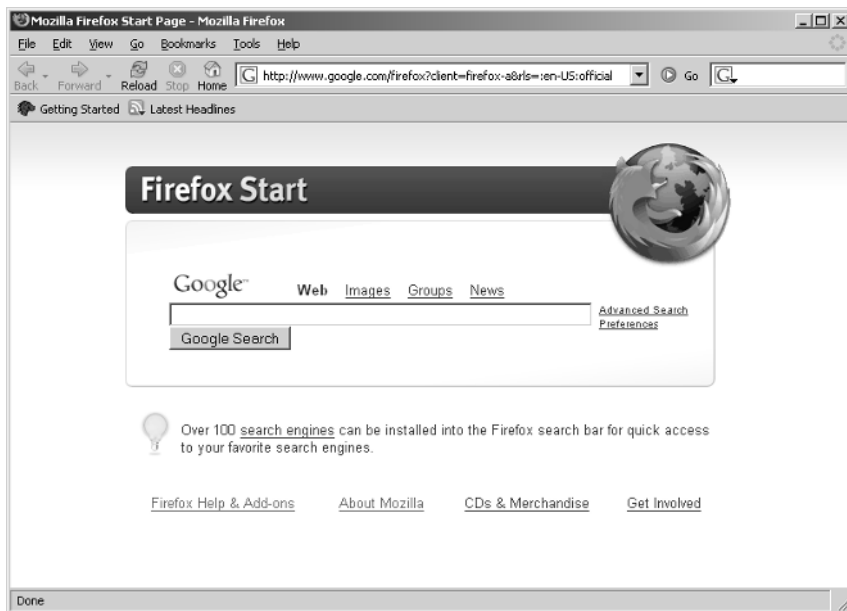 Mozilla Firefox Start Page - Mozilla Firefox
File Edit View Go Bookmarks Tools Help
Back Forward Reload Stop Home G http://www.google.com/firefox?client=firefox-a&rls=:en-US:official Go G
Getting Started Latest Headlines
Firefox Start
Google™ Web Images Groups News
Advanced Search
Preferences
Google Search
Over 100 search engines can be installed into the Firefox search bar for quick access
to your favorite search engines.
Firefox Help & Add-ons About Mozilla CDs & Merchandise Get Involved
Done